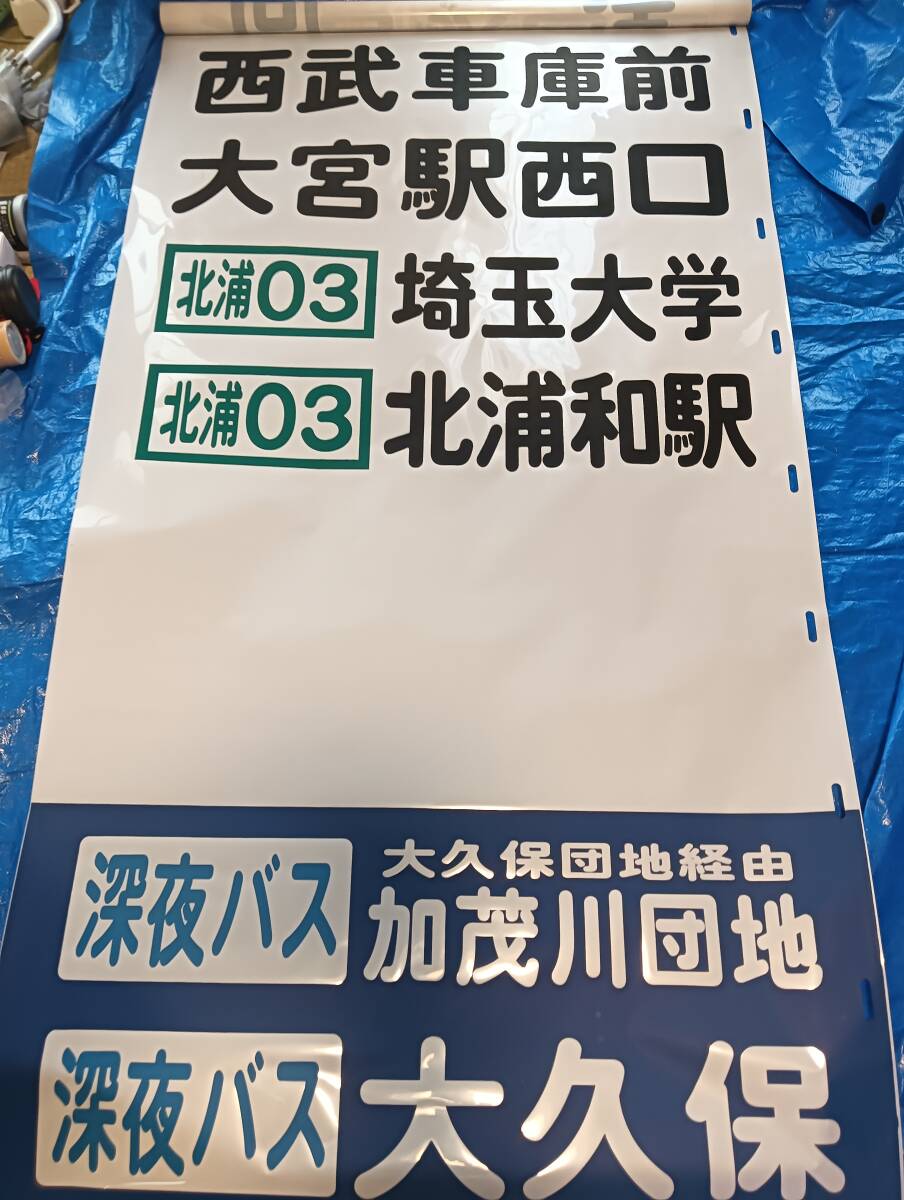 西武車庫前
大宮駅西口
北浦03 埼玉大学
北浦03 北浦和駅
深夜バス 大久保団地経由
加茂川団地
深夜バス 大久保